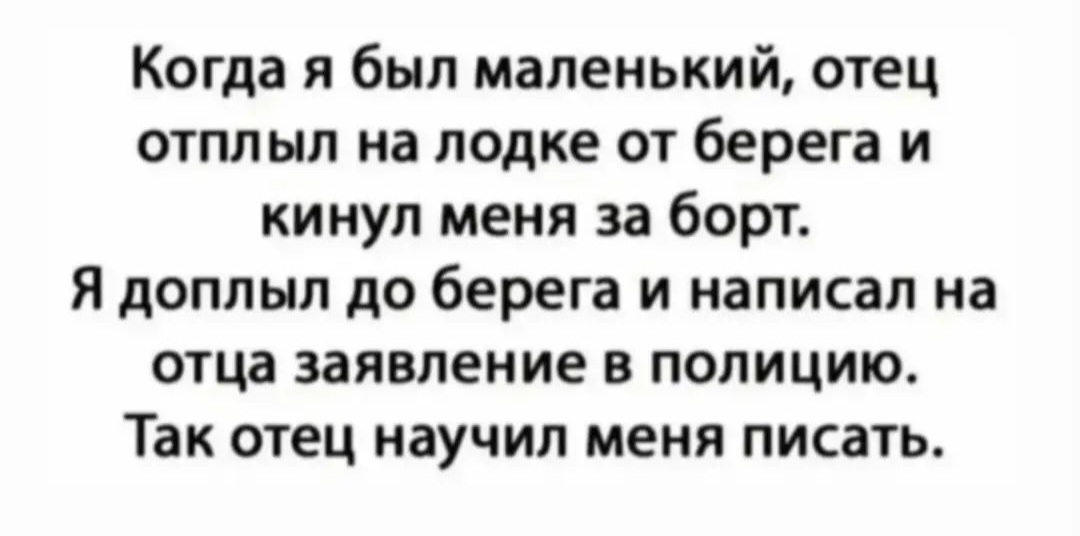 Когда я был маленький, отец
отплыл на лодке от берега и
кинул меня за борт.
Я доплыл до берега и написал на
отца заявление в полицию.
Так отец научил меня писать.